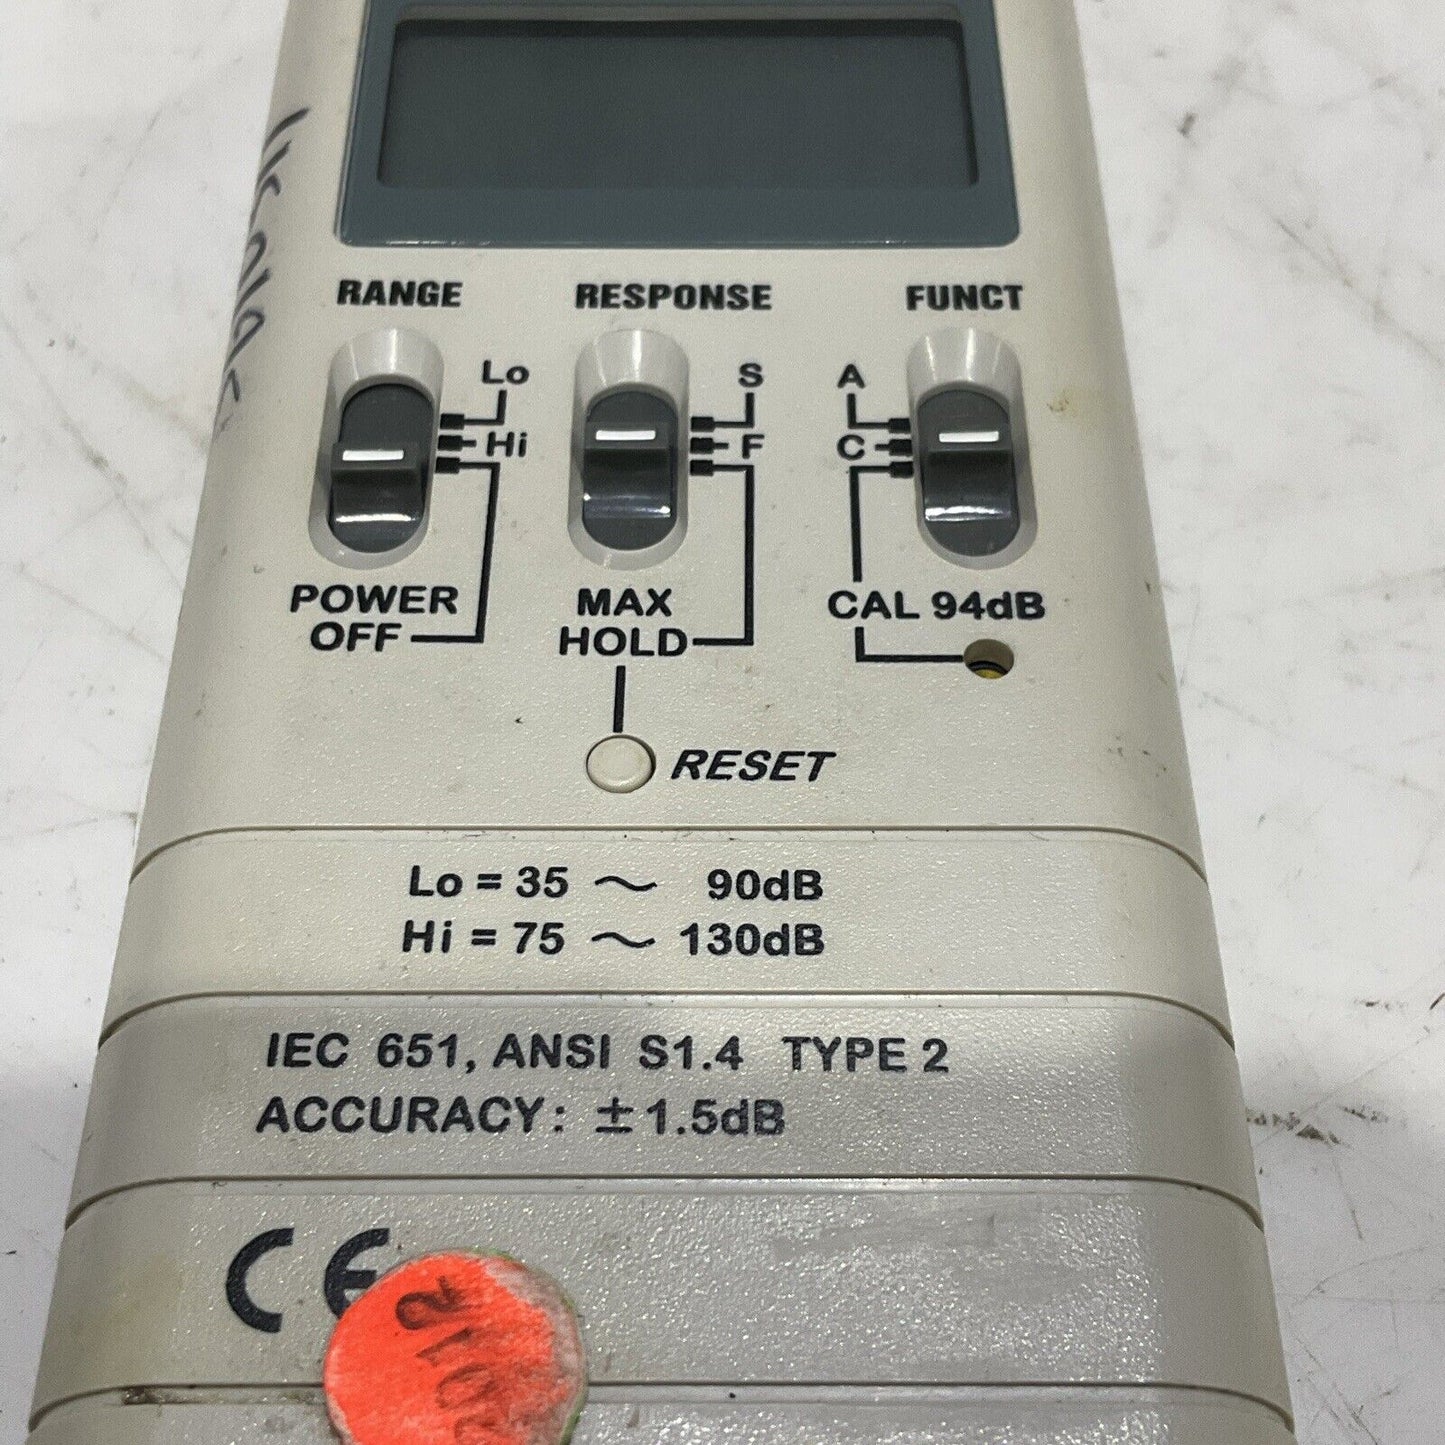 RANGE RESPONSE FUNCT
Lo S A
Hi F C
POWER OFF
MAX HOLD
CAL 94dB
RESET
Lo = 35 ～ 90dB
Hi = 75 ～ 130dB
IEC 651, ANSI S1.4 TYPE 2
ACCURACY: ±1.5dB
CE